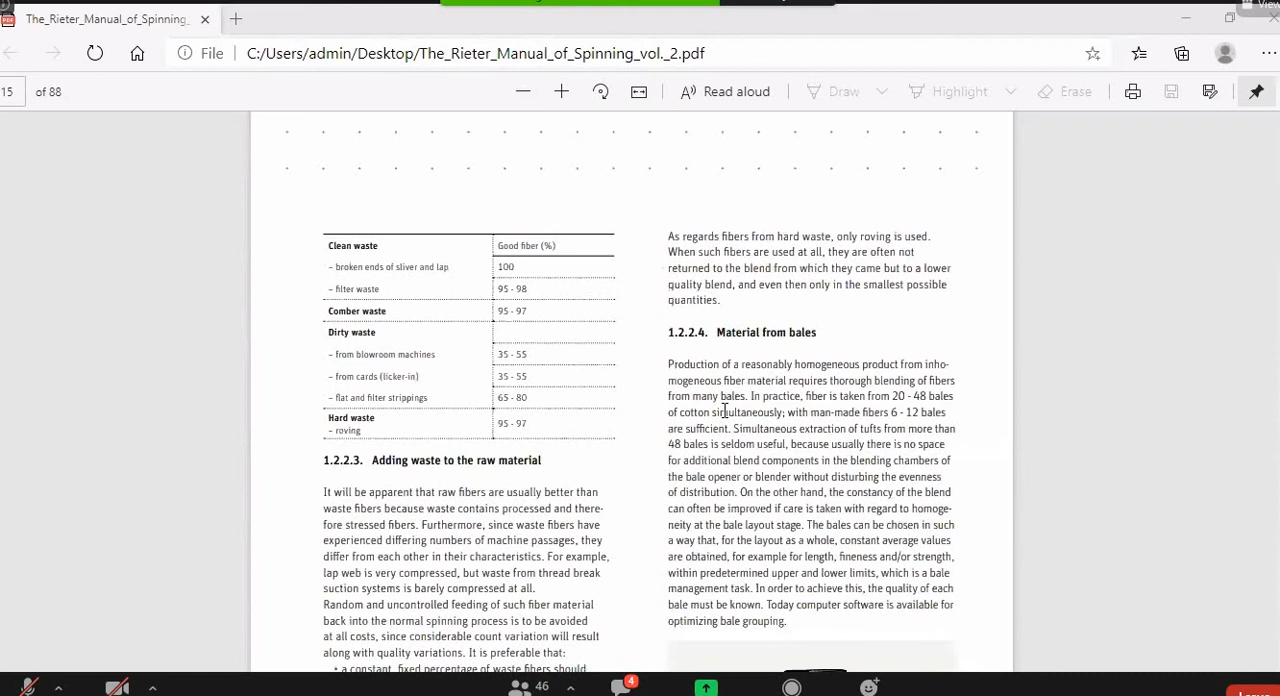 The_Rieter_Manual_of_Spinning_
View
File
C:/Users/admin/Desktop/The_Rieter_Manual_of_Spinning_vol._2.pdf
15 of 88
Read aloud
Draw
Highlight
Erase
Clean waste Good fiber (%)
– broken ends of sliver and lap 100
– filter waste 95 - 98
Comber waste 95 - 97
Dirty waste
– from blowroom machines 35 - 55
– from cards (licker-in) 35 - 55
– flat and filter strippings 65 - 80
Hard waste
– roving 95 - 97
1.2.2.3. Adding waste to the raw material
It will be apparent that raw fibers are usually better than
waste fibers because waste contains processed and there-
fore stressed fibers. Furthermore, since waste fibers have
experienced differing numbers of machine passages, they
differ from each other in their characteristics. For example,
lap web is very compressed, but waste from thread break
suction systems is barely compressed at all.
Random and uncontrolled feeding of such fiber material
back into the normal spinning process is to be avoided
at all costs, since considerable count variation will result
along with quality variations. It is preferable that:
• a constant, fixed percentage of waste fibers should
As regards fibers from hard waste, only roving is used.
When such fibers are used at all, they are often not
returned to the blend from which they came but to a lower
quality blend, and even then only in the smallest possible
quantities.
1.2.2.4. Material from bales
Production of a reasonably homogeneous product from inho-
mogeneous fiber material requires thorough blending of fibers
from many bales. In practice, fiber is taken from 20 - 48 bales
of cotton simultaneously; with man-made fibers 6 - 12 bales
are sufficient. Simultaneous extraction of tufts from more than
48 bales is seldom useful, because usually there is no space
for additional blend components in the blending chambers of
the bale opener or blender without disturbing the evenness
of distribution. On the other hand, the constancy of the blend
can often be improved if care is taken with regard to homoge-
neity at the bale layout stage. The bales can be chosen in such
a way that, for the layout as a whole, constant average values
are obtained, for example for length, fineness and/or strength,
within predetermined upper and lower limits, which is a bale
management task. In order to achieve this, the quality of each
bale must be known. Today computer software is available for
optimizing bale grouping.
46
4